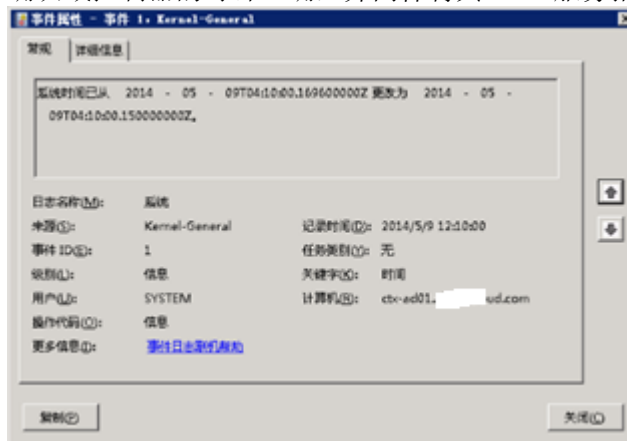 事件属性 - 事件 1, Kernel-General
常规 详细信息
系统时间已从 2014 - 05 - 09T04:10:00.169600000Z 更改为 2014 - 05 -
09T04:10:00.150000000Z。
日志名称(M): 系统
来源(S): Kernel-General 记录时间(D): 2014/5/9 12:10:00
事件 ID(E): 1 任务类别(Y): 无
级别(L): 信息 关键字(K): 时间
用户(U): SYSTEM 计算机(R): ctx-ad01. ud.com
操作代码(O): 信息
更多信息(I): 事件日志联机帮助
复制(P) 关闭(C)